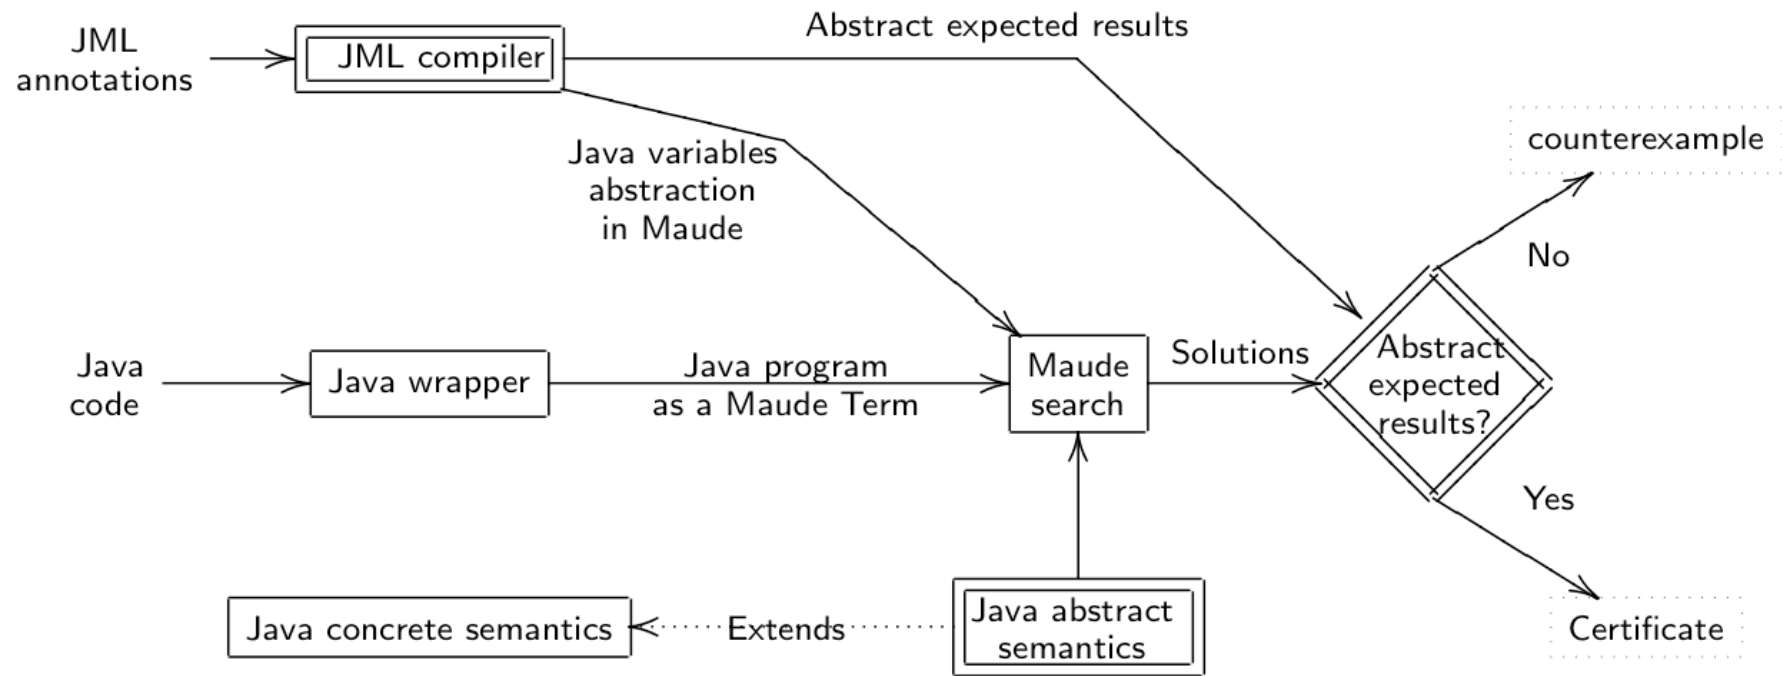 Abstract expected results
JML
annotations
JML compiler
Java variables
abstraction
in Maude
counterexample
No
Java
code
Java wrapper
Java program
as a Maude Term
Maude
search
Solutions
Abstract
expected
results?
Yes
Java concrete semantics
Extends
Java abstract
semantics
Certificate